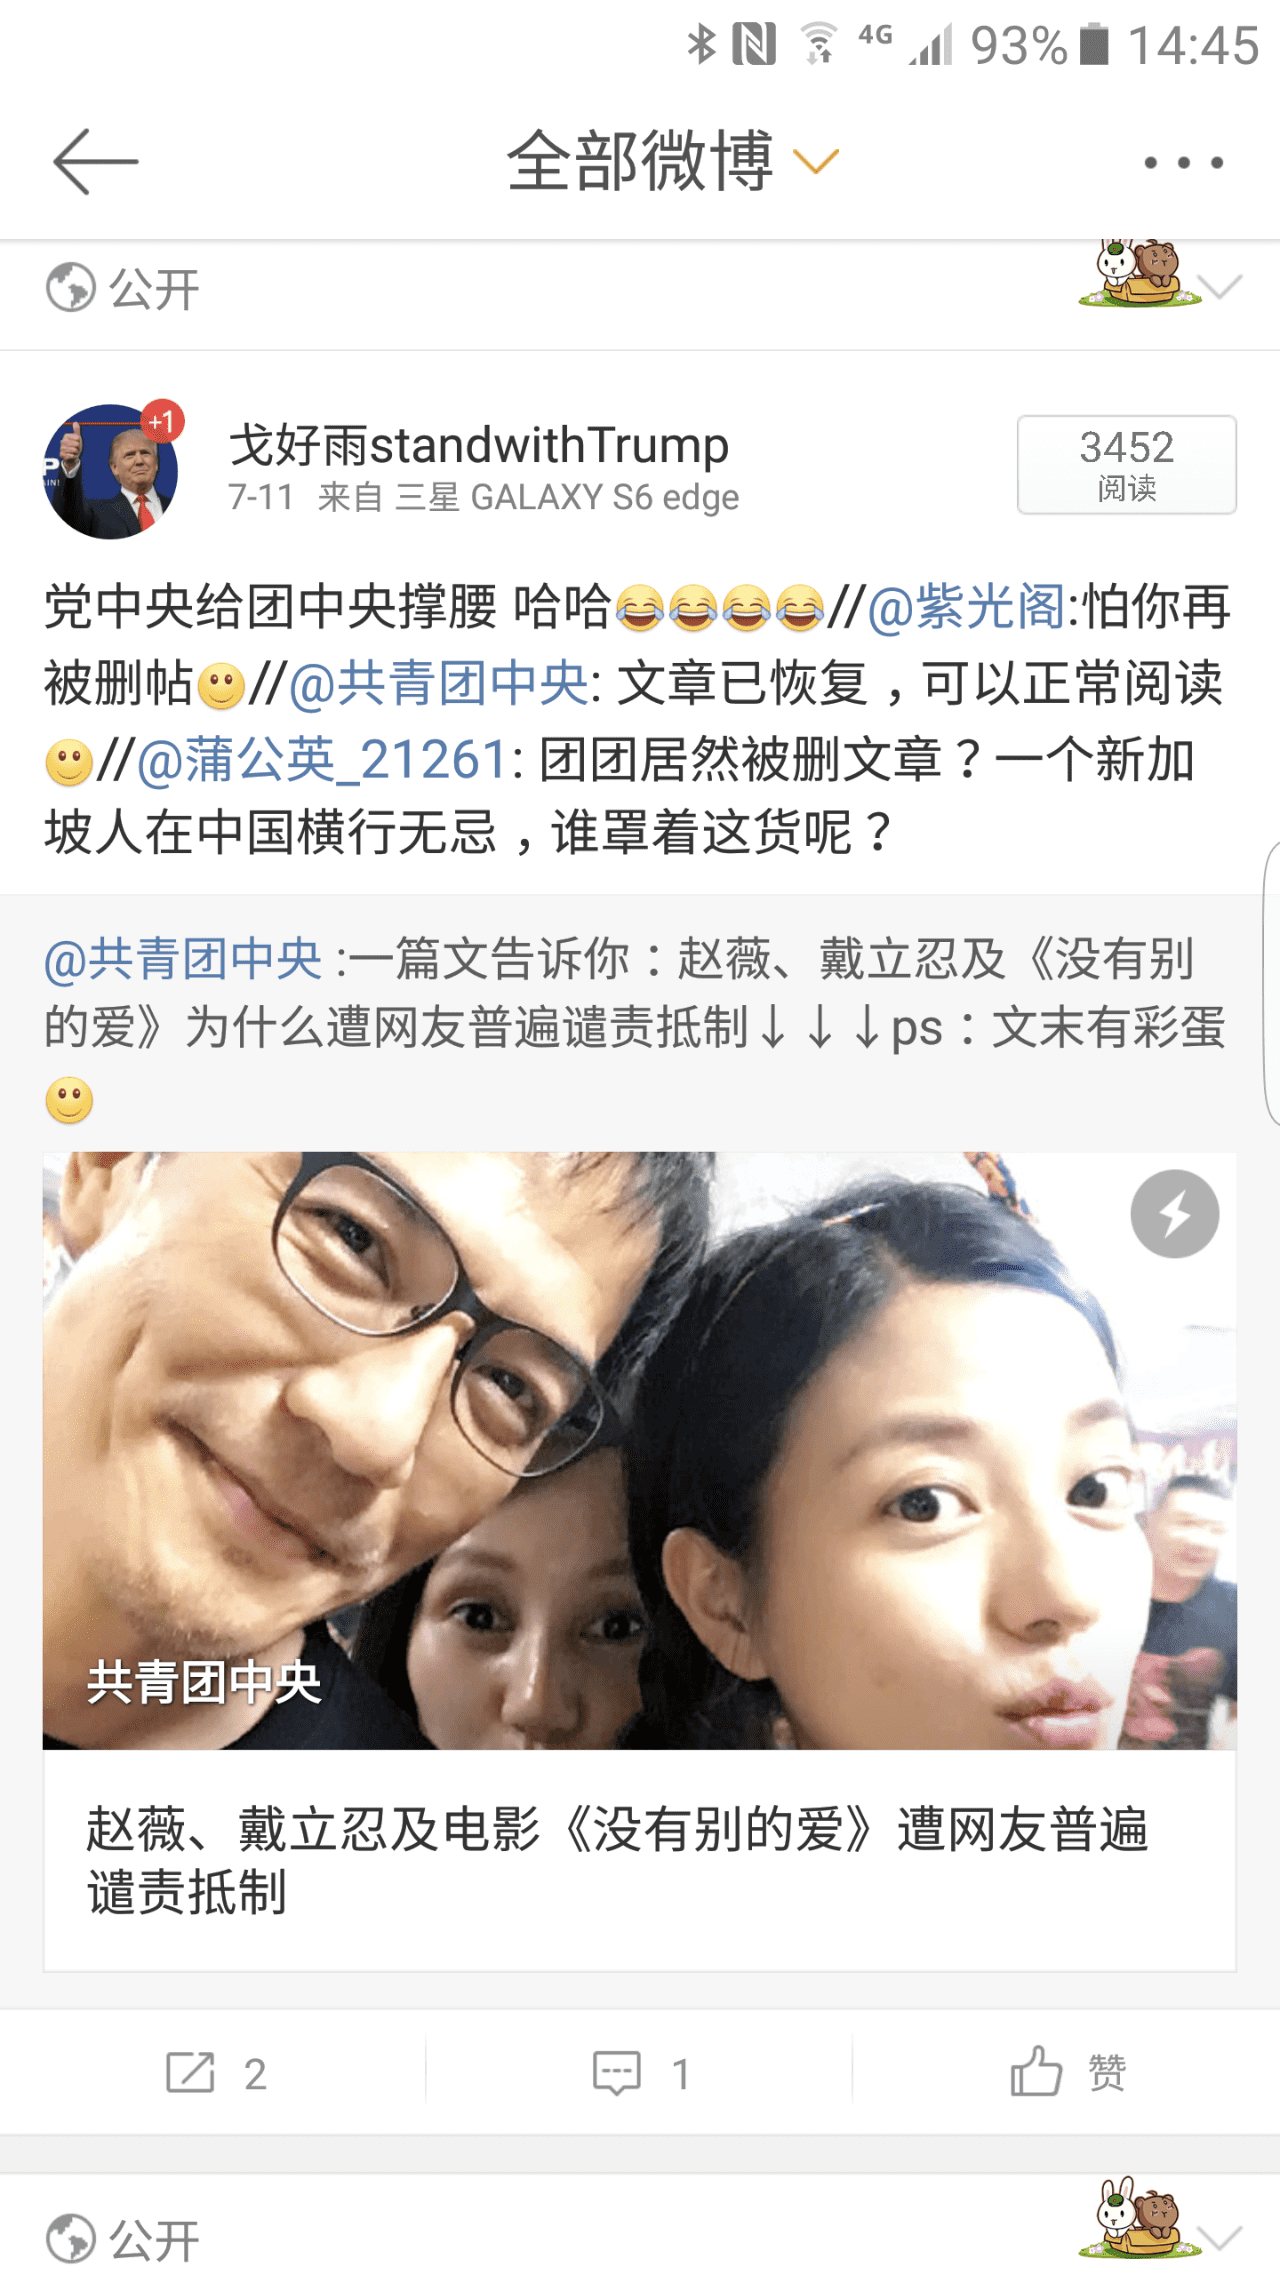 4G 93% 14:45
全部微博
公开
+1
戈好雨standwithTrump
7-11 来自 三星 GALAXY S6 edge
3452
阅读
党中央给团中央撑腰 哈哈😂😂😂😂//@紫光阁:怕你再
被删帖🙂//@共青团中央: 文章已恢复，可以正常阅读
🙂//@蒲公英_21261: 团团居然被删文章？一个新加
坡人在中国横行无忌，谁罩着这货呢？
@共青团中央 :一篇文告诉你：赵薇、戴立忍及《没有别
的爱》为什么遭网友普遍谴责抵制↓↓↓ps：文末有彩蛋
🙂
共青团中央
赵薇、戴立忍及电影《没有别的爱》遭网友普遍
谴责抵制
2 1 赞
公开